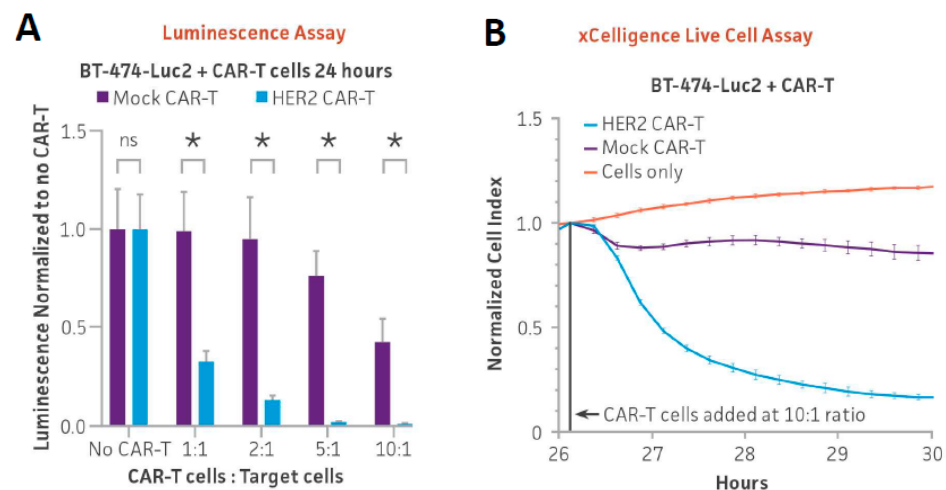 A
Luminescence Assay
BT-474-Luc2 + CAR-T cells 24 hours
Mock CAR-T HER2 CAR-T
Luminescence Normalized to no CAR-T
1.5
1.0
0.5
0.0
ns * * * *
No CAR-T 1:1 2:1 5:1 10:1
CAR-T cells : Target cells
B
xCelligence Live Cell Assay
BT-474-Luc2 + CAR-T
HER2 CAR-T
Mock CAR-T
Cells only
Normalized Cell Index
1.5
1.0
0.5
0.0
CAR-T cells added at 10:1 ratio
26 27 28 29 30
Hours